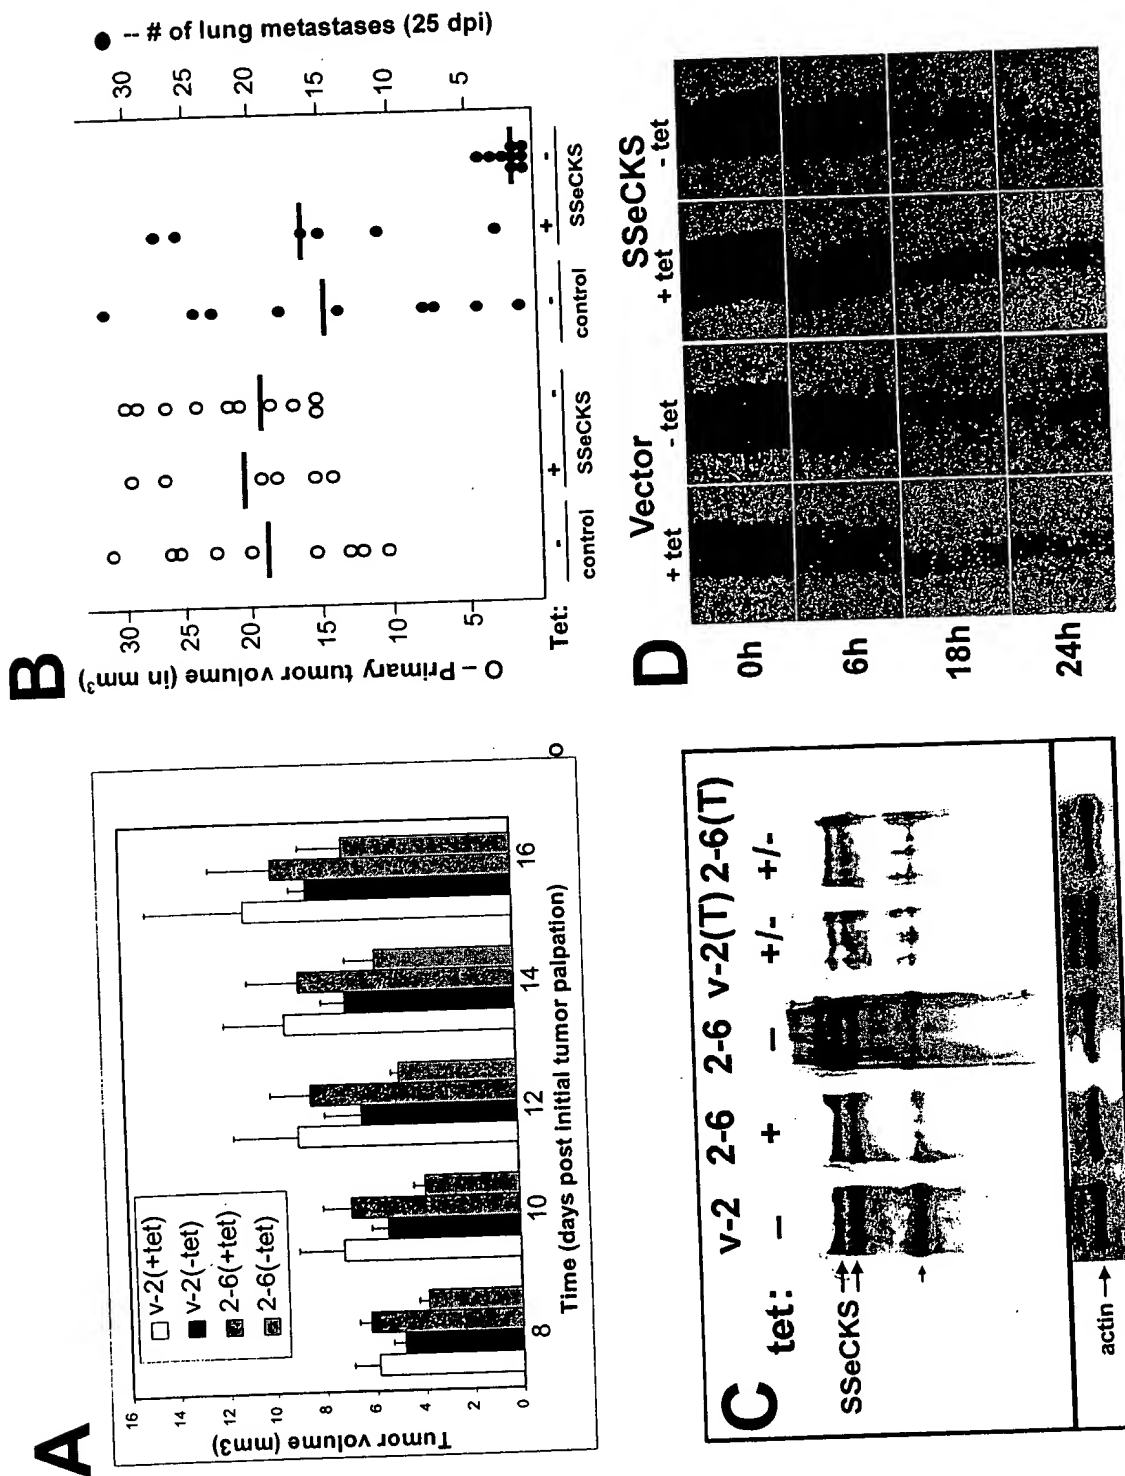 A
16
14
12
10
8
6
4
2
0
Tumor volume (mm3)
v-2(+tet)
v-2(-tet)
2-6(+tet)
2-6(-tet)
8 10 12 14 16
Time (days post initial tumor palpation)
B
● -- # of lung metastases (25 dpi)
O – Primary tumor volume (in mm³)
30
25
20
15
10
30
25
20
15
10
5
Tet: - + - - + -
control SSeCKS control SSeCKS
C
v-2 2-6 2-6 v-2(T) 2-6(T)
tet: – + – +/- +/-
SSeCKS
actin
D
Vector SSeCKS
+ tet - tet + tet - tet
0h
6h
18h
24h